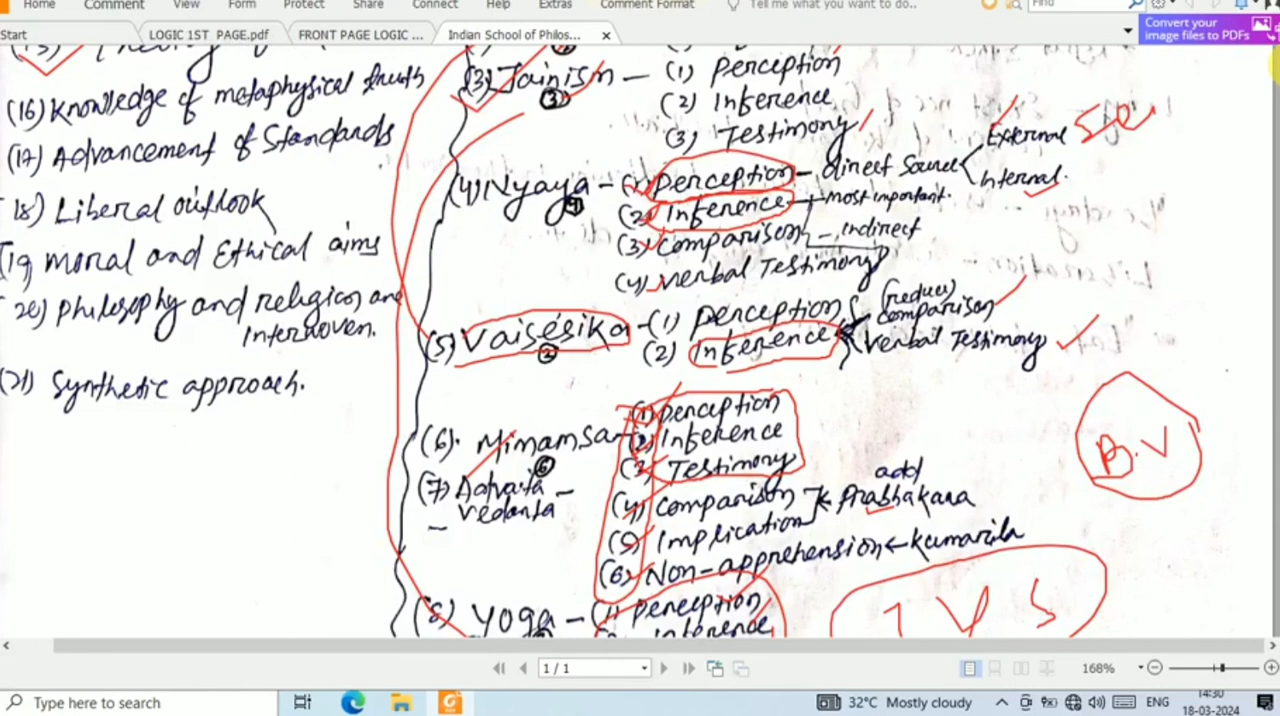 Home Comment View Form Protect Share Connect Help Extras Comment Format Tell me what you want to do.. Find
Start LOGIC 1ST PAGE.pdf FRONT PAGE LOGIC ... Indian School of Philos... ×
Convert your
image files to PDFs
(16) Knowledge of metaphysical truth
(17) Advancement of Standards
18) Liberal outlook
(19 moral and Ethical aims
20) Philosophy and religion are
interwoven.
(21) Synthetic approach.
(3) Jainism – (1) Perception
③
(2) Inference
(3) Testimony
(4) Nyaya – (1) Perception – direct source
External
Internal.
(2) Inference – most important.
(3) Comparison – indirect
(4) Verbal Testimony
(5) Vaisésika – (1) Perception
②
(2) Inference
(reduce)
comparison
Verbal Testimony
(6). Mimamsa – (1) Perception
⑥
(2) Inference
(3) Testimony
(7) Advaita –
vedanta
–
(4) Comparison
(5) Implication
add
Prabhakara
(6) Non-apprehension ← Kumarila
B.V
(8) Yoga – (1) Perception
inference
1 / 1 168%
Type here to search 32°C Mostly cloudy ENG 14:30
18-03-2024